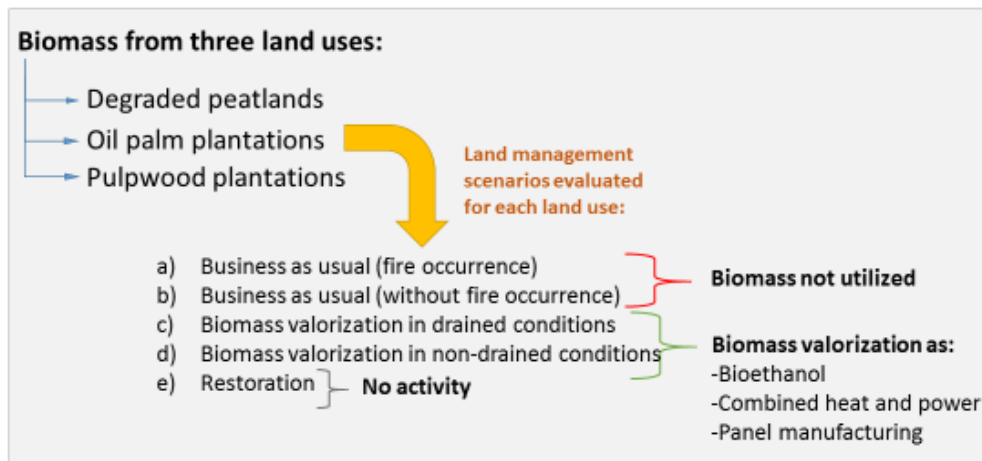 Biomass from three land uses:
Degraded peatlands
Oil palm plantations
Pulpwood plantations
Land management
scenarios evaluated
for each land use:
a) Business as usual (fire occurrence)
b) Business as usual (without fire occurrence)
c) Biomass valorization in drained conditions
d) Biomass valorization in non-drained conditions
e) Restoration
No activity
Biomass not utilized
Biomass valorization as:
-Bioethanol
-Combined heat and power
-Panel manufacturing